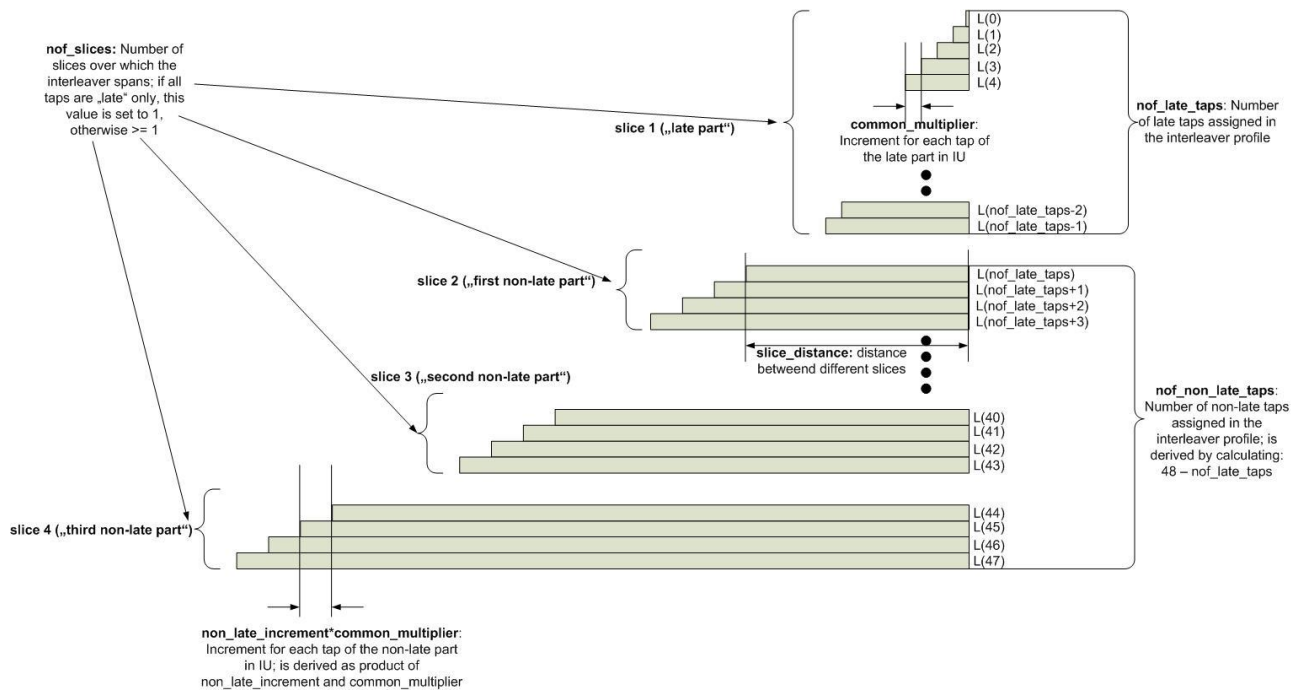 nof_slices: Number of
slices over which the
interleaver spans; if all
taps are „late“ only, this
value is set to 1,
otherwise >= 1
slice 1 („late part“)
L(0)
L(1)
L(2)
L(3)
L(4)
common_multiplier:
Increment for each tap of
the late part in IU
L(nof_late_taps-2)
L(nof_late_taps-1)
nof_late_taps: Number
of late taps assigned in
the interleaver profile
slice 2 („first non-late part“)
L(nof_late_taps)
L(nof_late_taps+1)
L(nof_late_taps+2)
L(nof_late_taps+3)
slice_distance: distance
betweend different slices
slice 3 („second non-late part“)
L(40)
L(41)
L(42)
L(43)
nof_non_late_taps:
Number of non-late taps
assigned in the
interleaver profile; is
derived by calculating:
48 – nof_late_taps
slice 4 („third non-late part“)
L(44)
L(45)
L(46)
L(47)
non_late_increment*common_multiplier:
Increment for each tap of the non-late part
in IU; is derived as product of
non_late_increment and common_multiplier